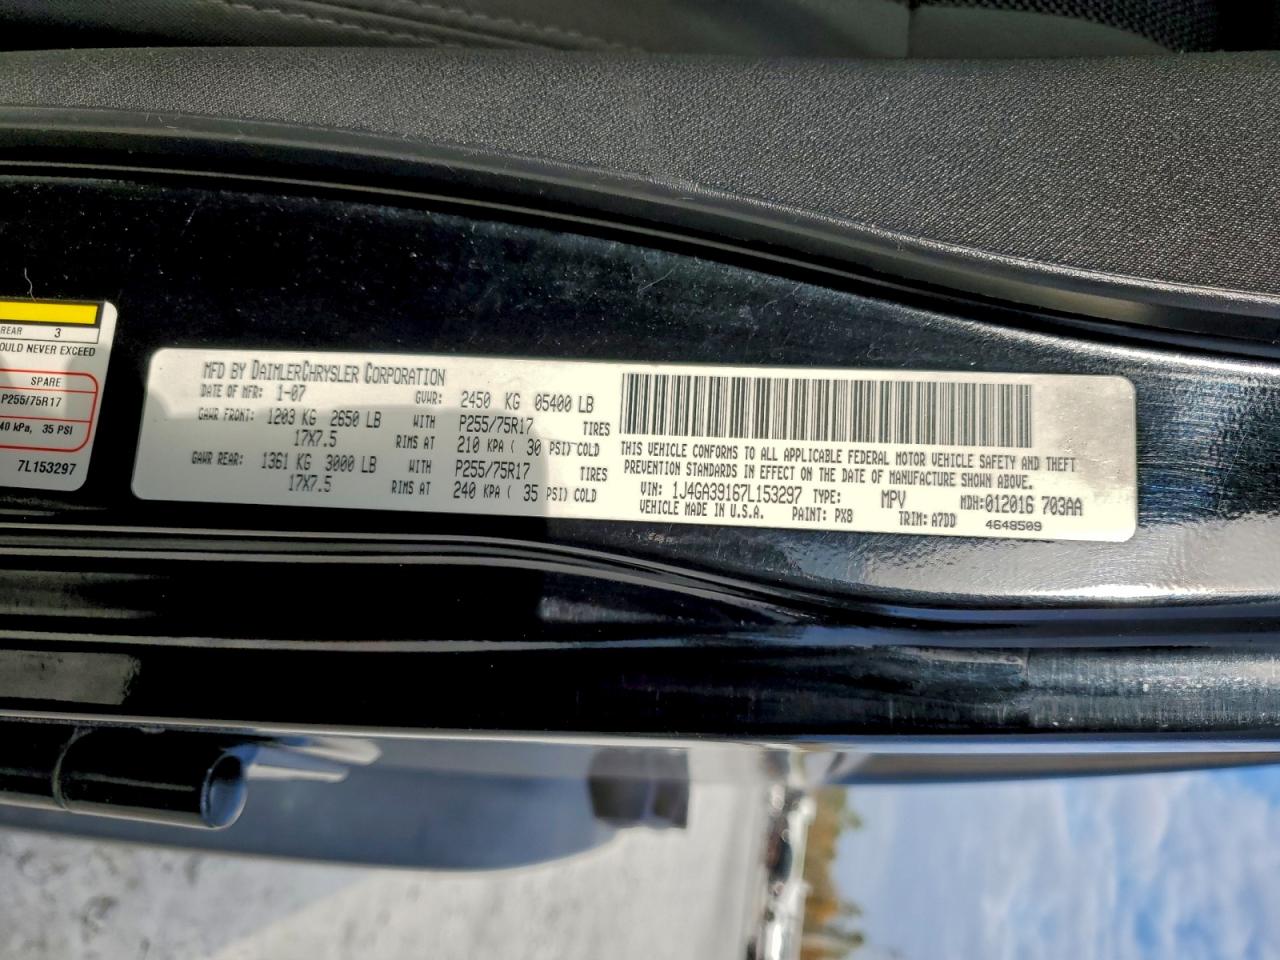 REAR 3
OULD NEVER EXCEED
SPARE
P255/75R17
40 kPa, 35 PSI
7L153297
MFD BY DAIMLERCHRYSLER CORPORATION
DATE OF MFR: 1-07 GVWR: 2450 KG 05400 LB
GAWR FRONT: 1203 KG 2650 LB WITH P255/75R17 TIRES
17X7.5 RIMS AT 210 KPA ( 30 PSI) COLD
GAWR REAR: 1361 KG 3000 LB WITH P255/75R17 TIRES
17X7.5 RIMS AT 240 KPA ( 35 PSI) COLD
THIS VEHICLE CONFORMS TO ALL APPLICABLE FEDERAL MOTOR VEHICLE SAFETY AND THEFT
PREVENTION STANDARDS IN EFFECT ON THE DATE OF MANUFACTURE SHOWN ABOVE.
VIN: 1J4GA39167L153297 TYPE: MPV MDH:012016 703AA
VEHICLE MADE IN U.S.A. PAINT: PX8 TRIM: A7DD 4648509